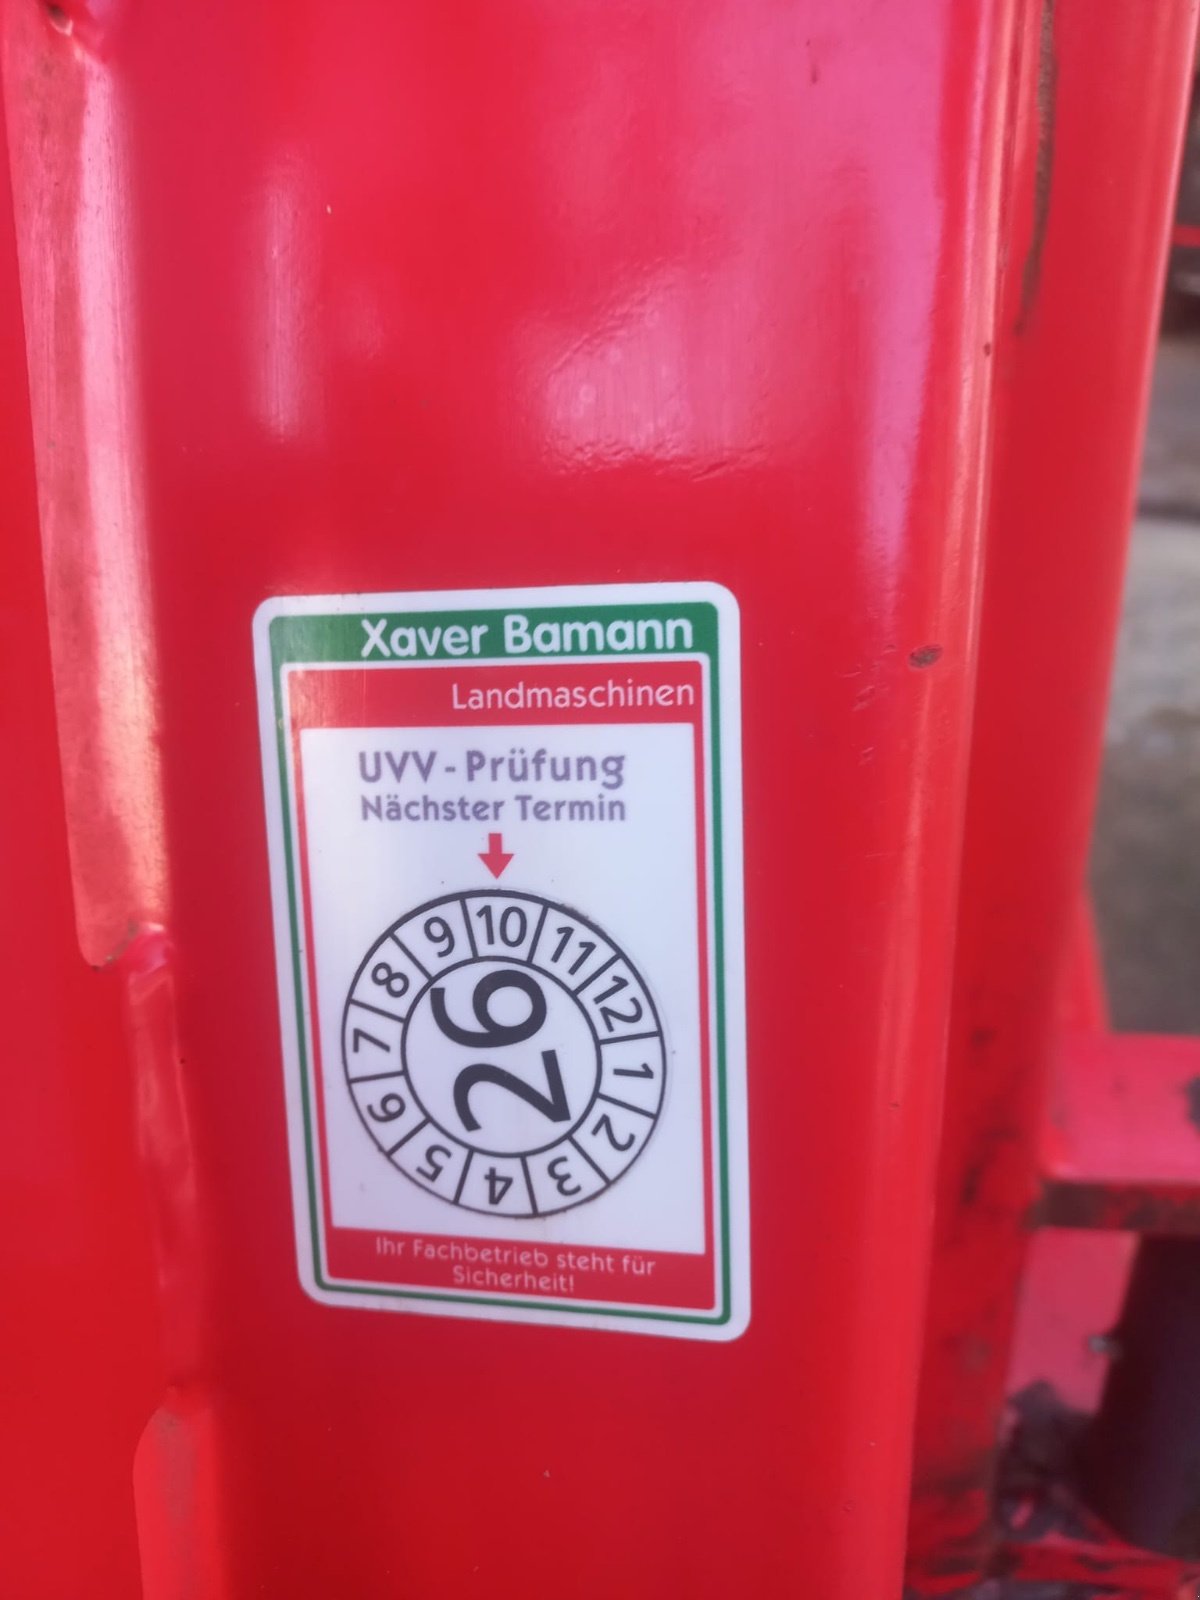 Xaver Bamann
Landmaschinen
UVV-Prüfung
Nächster Termin
9 10 11
8 12
7 26 1
6 2
5 4 3
Ihr Fachbetrieb steht für
Sicherheit!